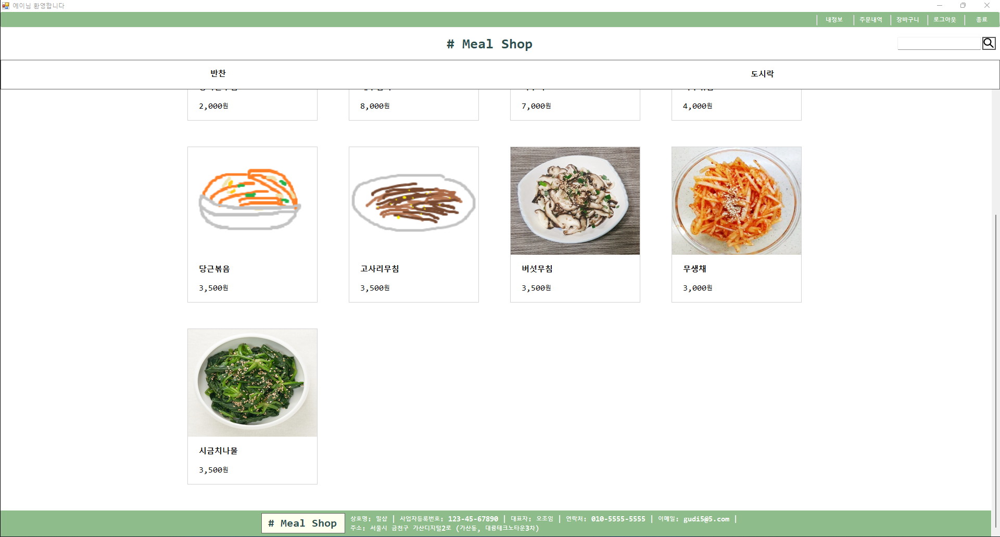 에이님 환영합니다
내정보 주문내역 장바구니 로그아웃 종료
# Meal Shop
반찬 도시락
2,000원 8,000원 7,000원 4,000원
당근볶음 고사리무침 버섯무침 무생채
3,500원 3,500원 3,500원 3,000원
시금치나물
3,500원
# Meal Shop
상호명: 밀샵 | 사업자등록번호: 123-45-67890 | 대표자: 오조임 | 연락처: 010-5555-5555 | 이메일: gudi5@5.com |
주소: 서울시 금천구 가산디지털2로 (가산동, 대륭테크노타운3차)